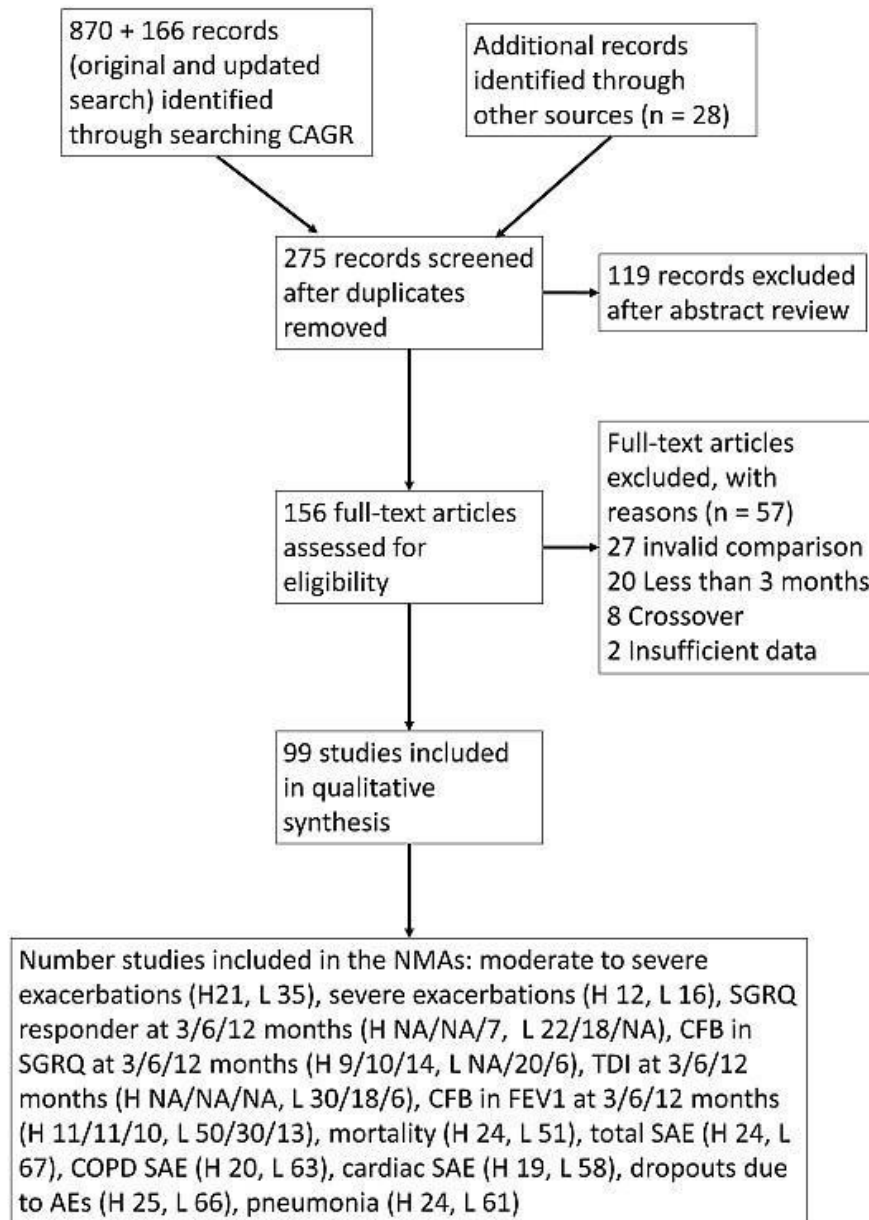 870 + 166 records
(original and updated
search) identified
through searching CAGR
Additional records
identified through
other sources (n = 28)
275 records screened
after duplicates
removed
119 records excluded
after abstract review
156 full-text articles
assessed for
eligibility
Full-text articles
excluded, with
reasons (n = 57)
27 invalid comparison
20 Less than 3 months
8 Crossover
2 Insufficient data
99 studies included
in qualitative
synthesis
Number studies included in the NMAs: moderate to severe
exacerbations (H21, L 35), severe exacerbations (H 12, L 16), SGRQ
responder at 3/6/12 months (H NA/NA/7, L 22/18/NA), CFB in
SGRQ at 3/6/12 months (H 9/10/14, L NA/20/6), TDI at 3/6/12
months (H NA/NA/NA, L 30/18/6), CFB in FEV1 at 3/6/12 months
(H 11/11/10, L 50/30/13), mortality (H 24, L 51), total SAE (H 24, L
67), COPD SAE (H 20, L 63), cardiac SAE (H 19, L 58), dropouts due
to AEs (H 25, L 66), pneumonia (H 24, L 61)